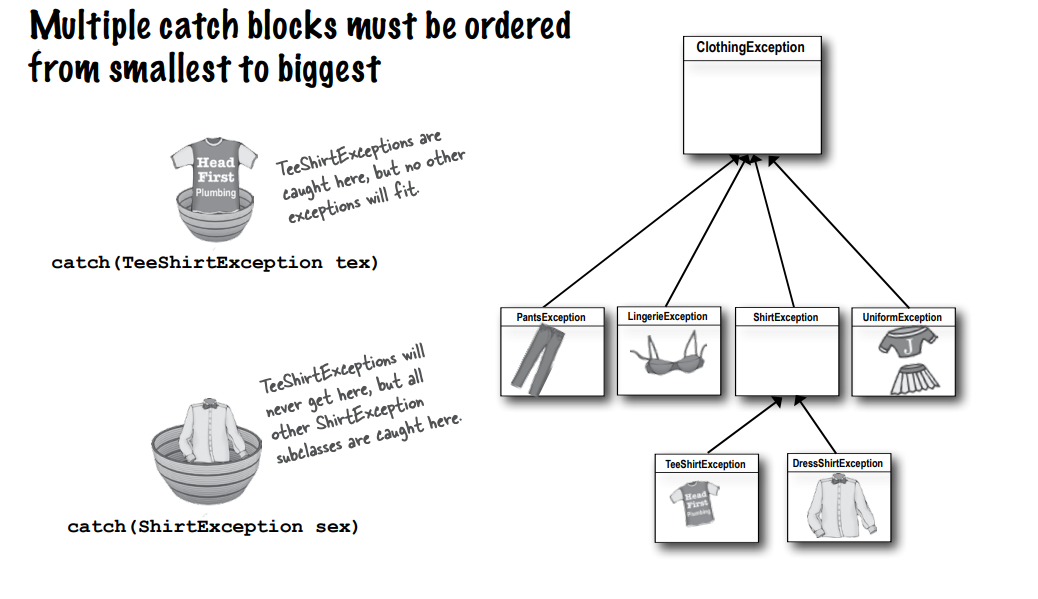 Multiple catch blocks must be ordered
from smallest to biggest
Head
First
Plumbing
TeeShirtExceptions are
caught here, but no other
exceptions will fit.
catch(TeeShirtException tex)
TeeShirtExceptions will
never get here, but all
other ShirtException
subclasses are caught here.
catch(ShirtException sex)
ClothingException
PantsException
LingerieException
ShirtException
UniformException
J
TeeShirtException
Head
First
Plumbing
DressShirtException